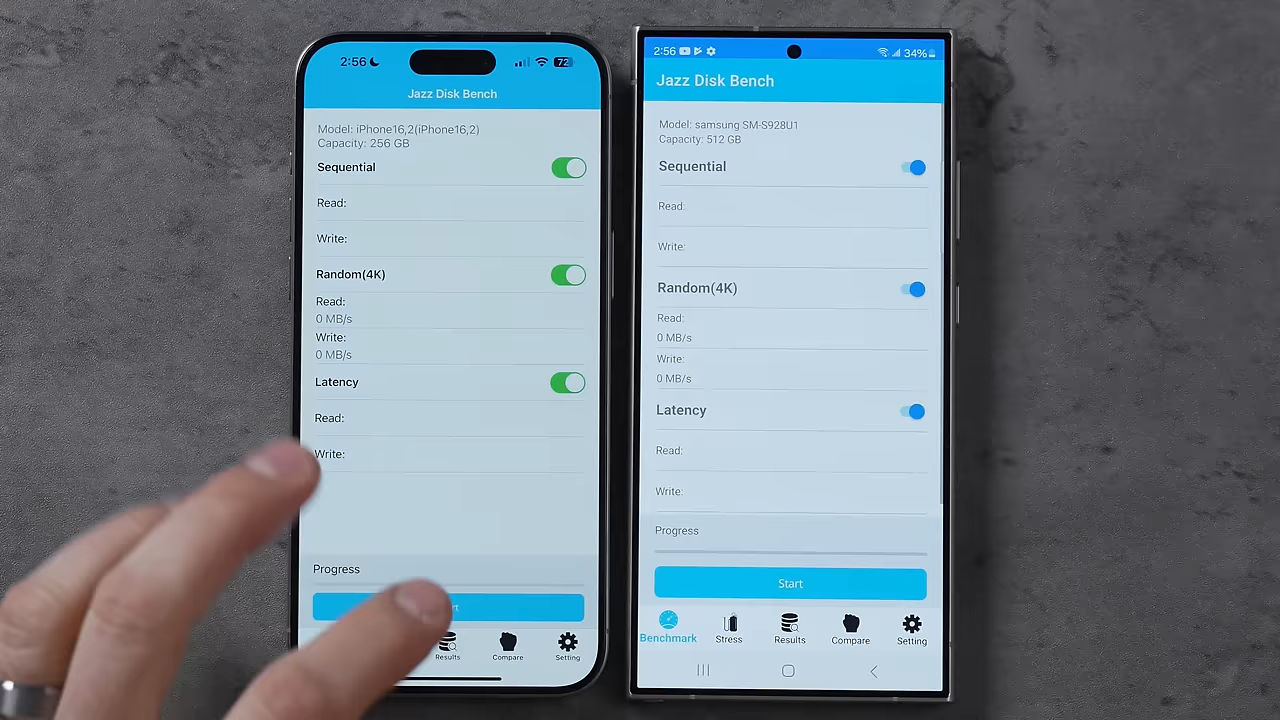 2:56
72
Jazz Disk Bench
Model: iPhone16,2(iPhone16,2)
Capacity: 256 GB
Sequential
Read:
Write:
Random(4K)
Read:
0 MB/s
Write:
0 MB/s
Latency
Read:
Write:
Progress
Results
Compare
Setting
2:56
34%
Jazz Disk Bench
Model: samsung SM-S928U1
Capacity: 512 GB
Sequential
Read:
Write:
Random(4K)
Read:
0 MB/s
Write:
0 MB/s
Latency
Read:
Write:
Progress
Start
Benchmark
Stress
Results
Compare
Setting